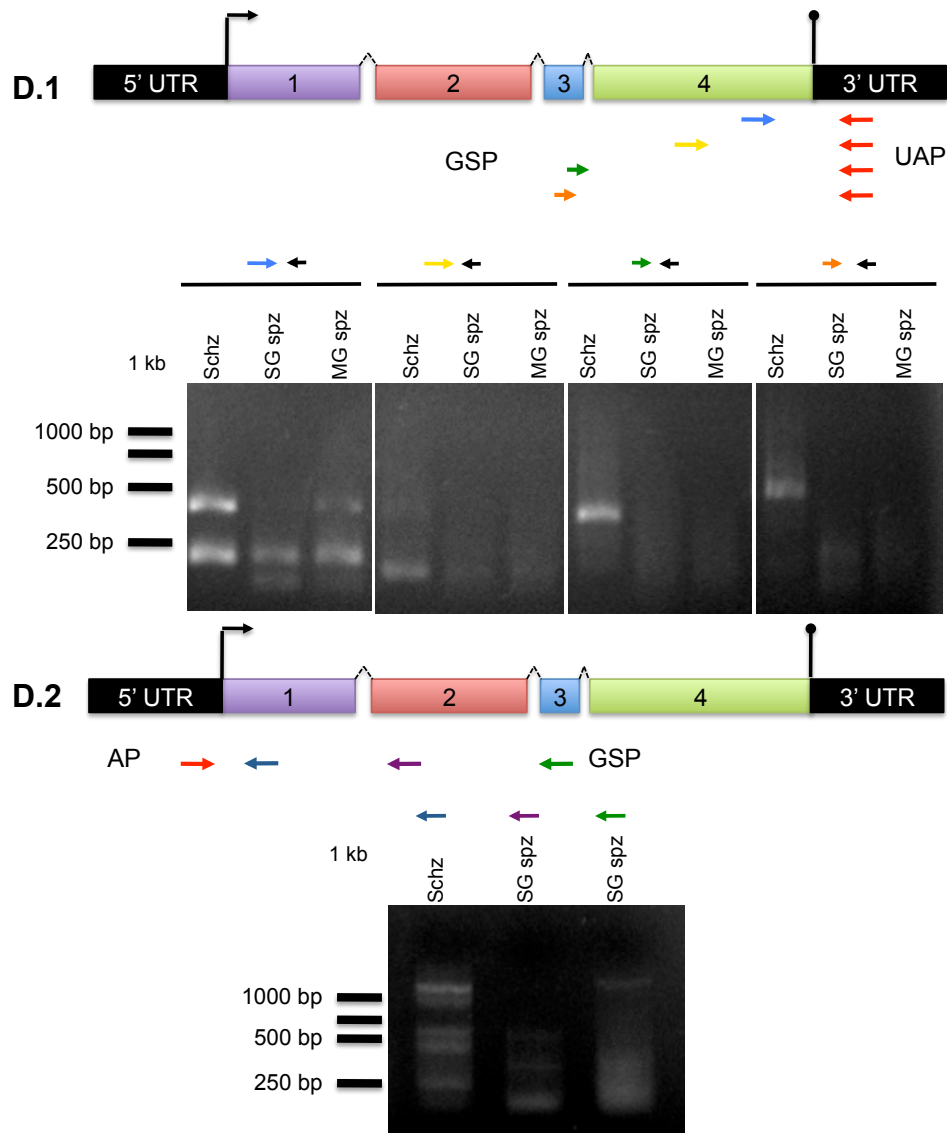 D.1
5' UTR 1 2 3 4 3' UTR
GSP UAP
1 kb
Schz SG spz MG spz Schz SG spz MG spz Schz SG spz MG spz Schz SG spz MG spz
1000 bp
500 bp
250 bp
D.2
5' UTR 1 2 3 4 3' UTR
AP GSP
1 kb
Schz SG spz SG spz
1000 bp
500 bp
250 bp